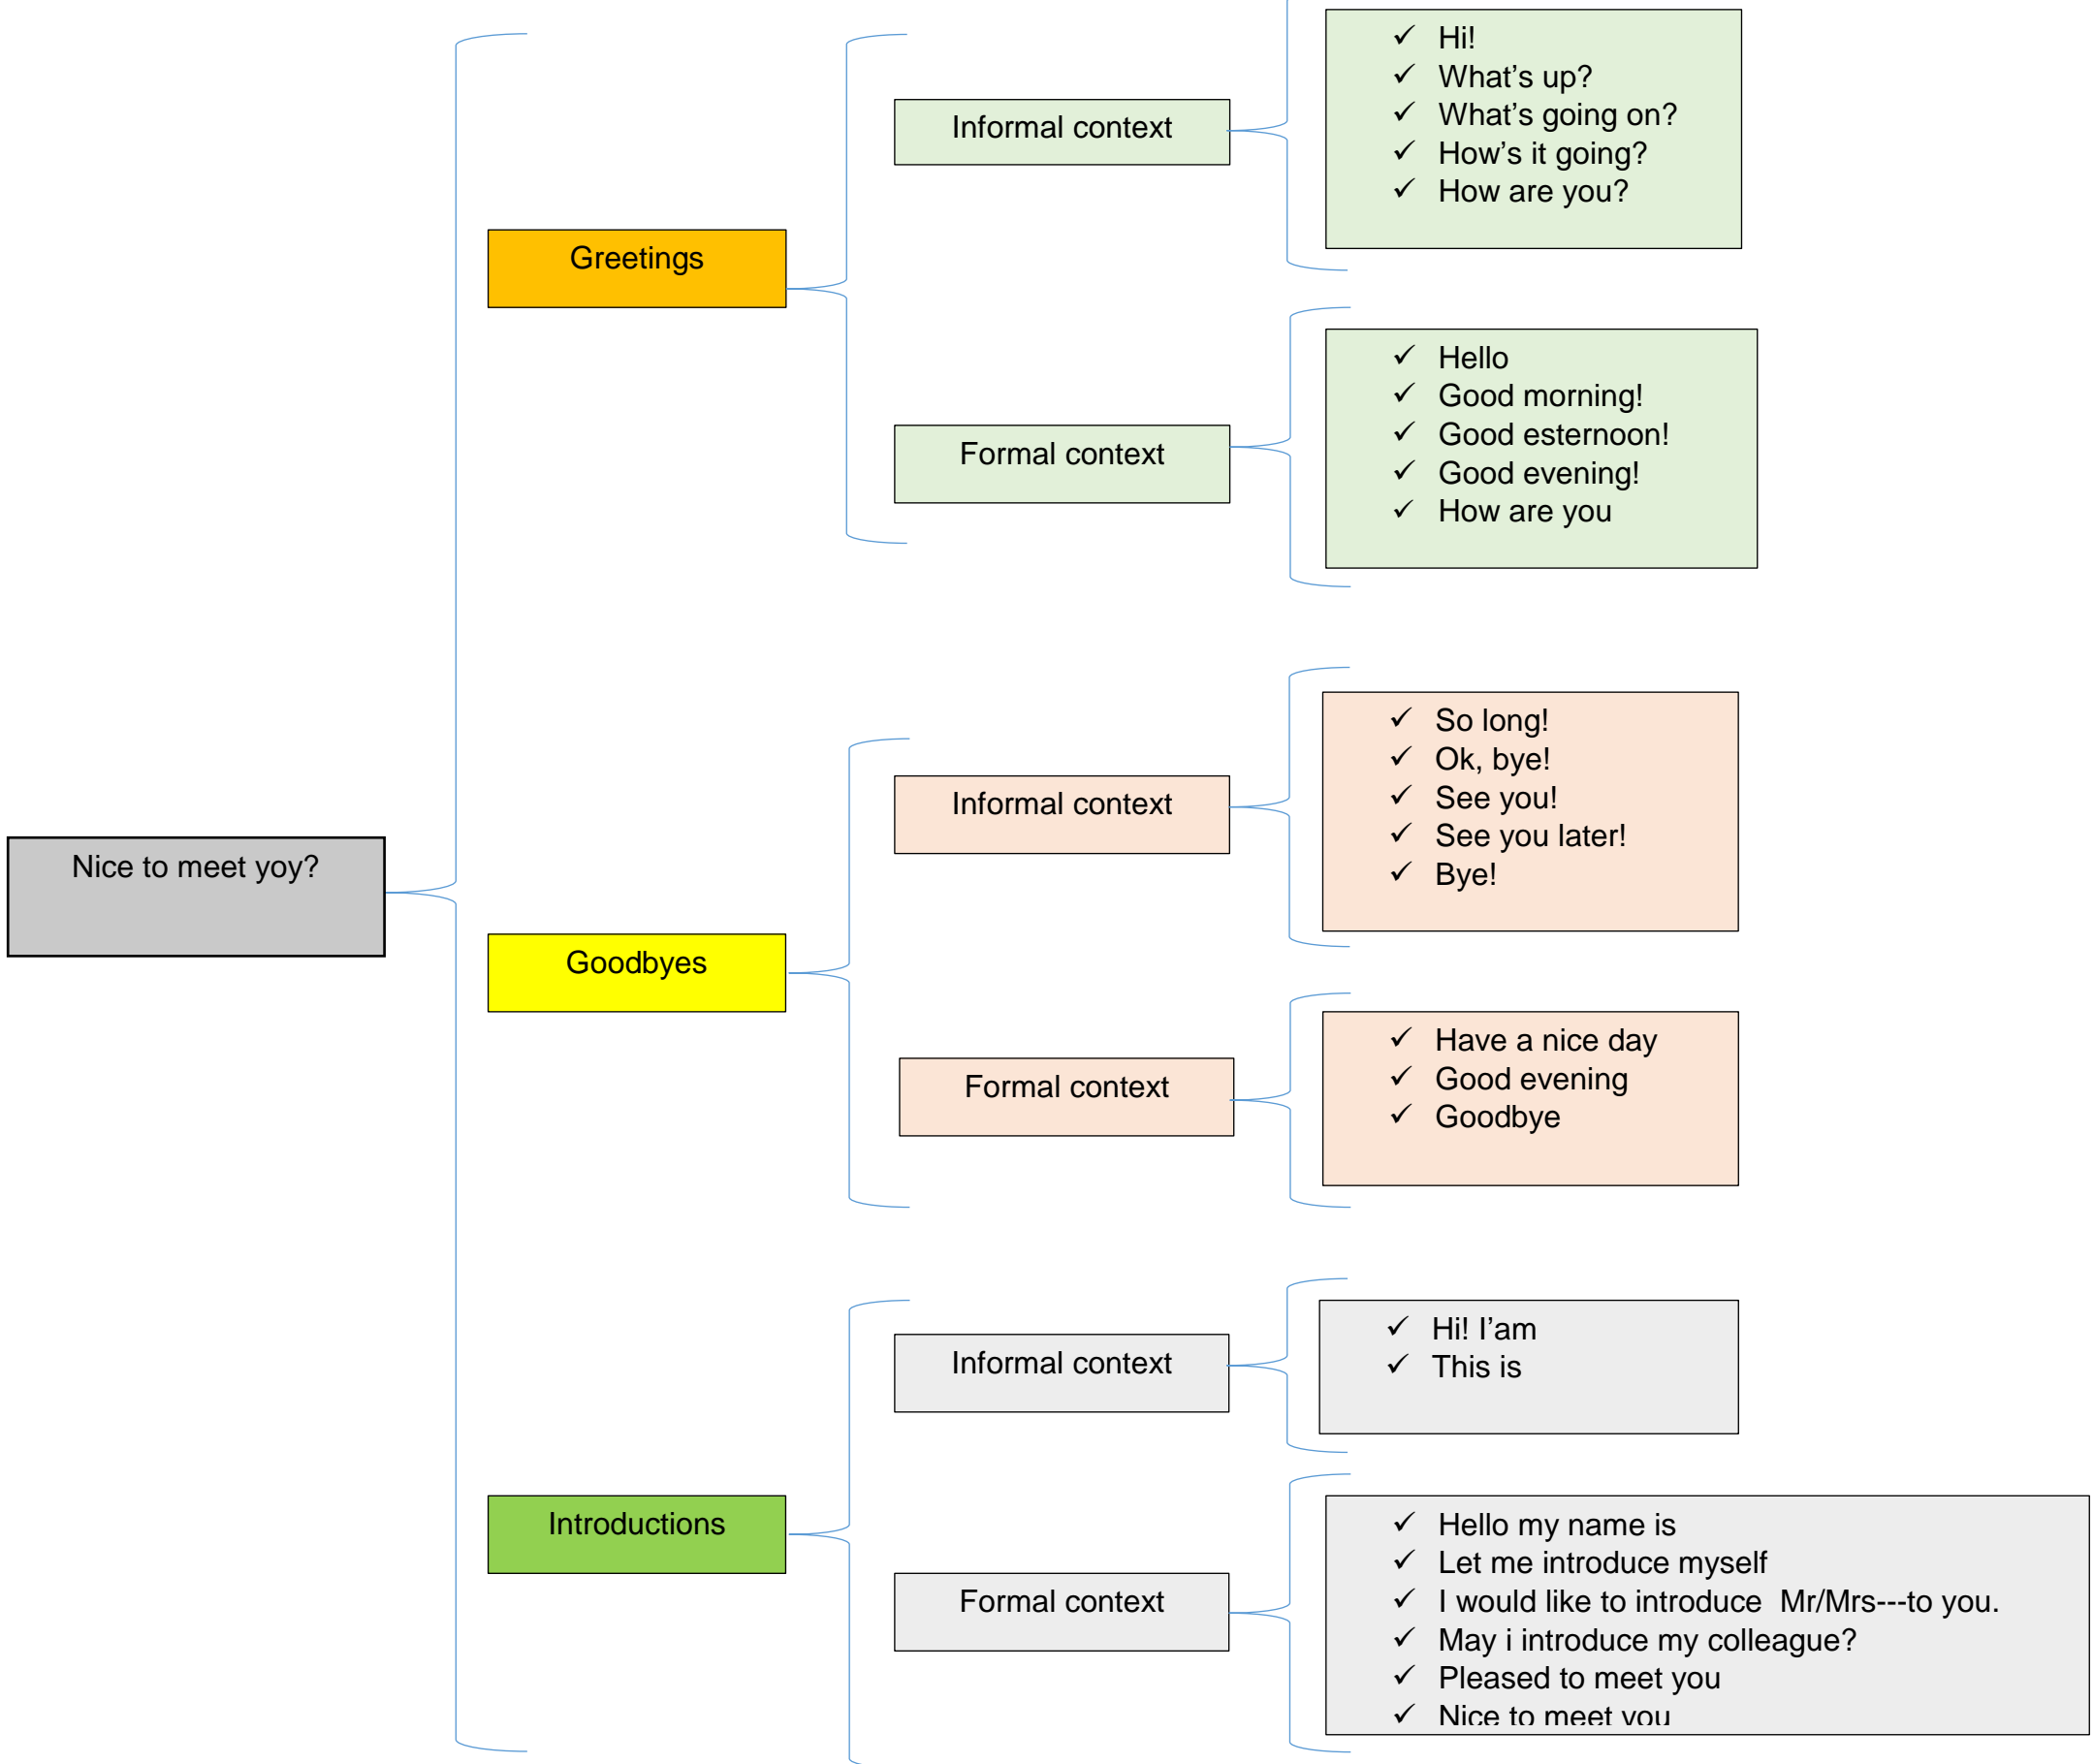 Nice to meet yoy?
Greetings
Informal context
✓ Hi!
✓ What’s up?
✓ What’s going on?
✓ How’s it going?
✓ How are you?
Formal context
✓ Hello
✓ Good morning!
✓ Good esternoon!
✓ Good evening!
✓ How are you
Goodbyes
Informal context
✓ So long!
✓ Ok, bye!
✓ See you!
✓ See you later!
✓ Bye!
Formal context
✓ Have a nice day
✓ Good evening
✓ Goodbye
Introductions
Informal context
✓ Hi! I’am
✓ This is
Formal context
✓ Hello my name is
✓ Let me introduce myself
✓ I would like to introduce  Mr/Mrs---to you.
✓ May i introduce my colleague?
✓ Pleased to meet you
✓ Nice to meet you